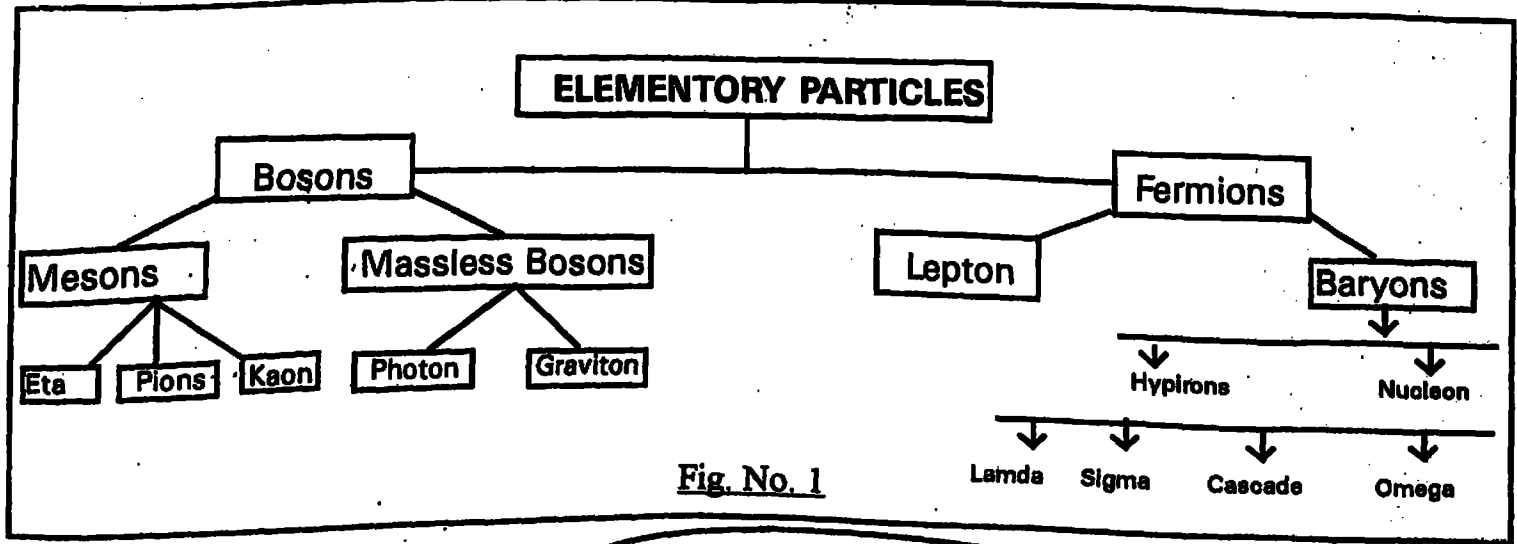 ELEMENTORY PARTICLES
Bosons
Fermions
Mesons
Massless Bosons
Lepton
Baryons
Eta
Pions
Kaon
Photon
Graviton
Hypirons
Nucleon
Lamda
Sigma
Cascade
Omega
Fig. No. 1